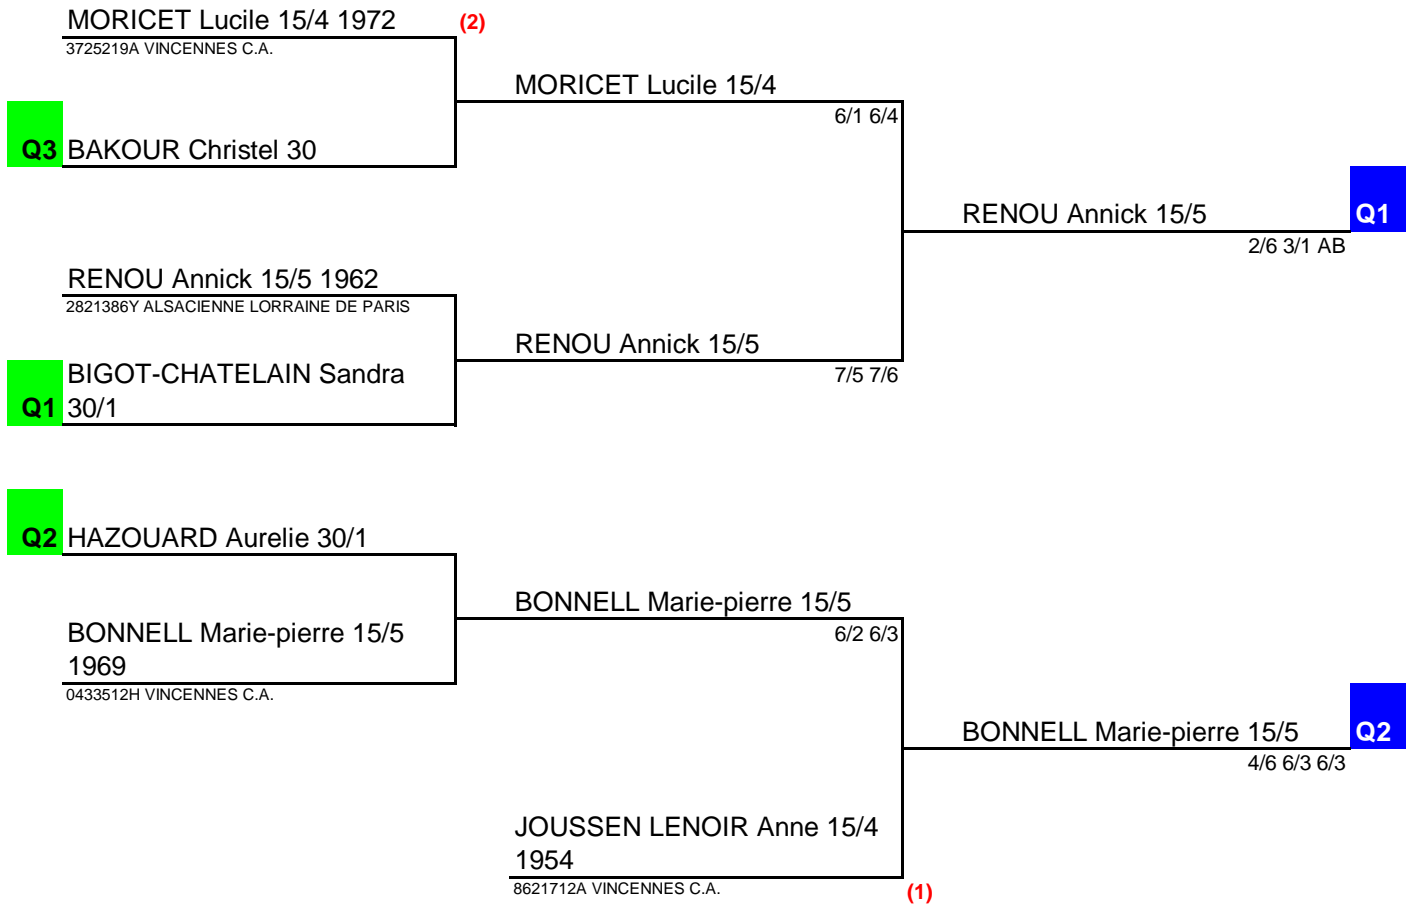 MORICET Lucile 15/4 1972
(2)
3725219A VINCENNES C.A.
MORICET Lucile 15/4
6/1 6/4
Q3 BAKOUR Christel 30
RENOU Annick 15/5
Q1
2/6 3/1 AB
RENOU Annick 15/5 1962
2821386Y ALSACIENNE LORRAINE DE PARIS
RENOU Annick 15/5
7/5 7/6
BIGOT-CHATELAIN Sandra
Q1 30/1
Q2 HAZOUARD Aurelie 30/1
BONNELL Marie-pierre 15/5
6/2 6/3
BONNELL Marie-pierre 15/5
1969
0433512H VINCENNES C.A.
BONNELL Marie-pierre 15/5
Q2
4/6 6/3 6/3
JOUSSEN LENOIR Anne 15/4
1954
8621712A VINCENNES C.A.
(1)